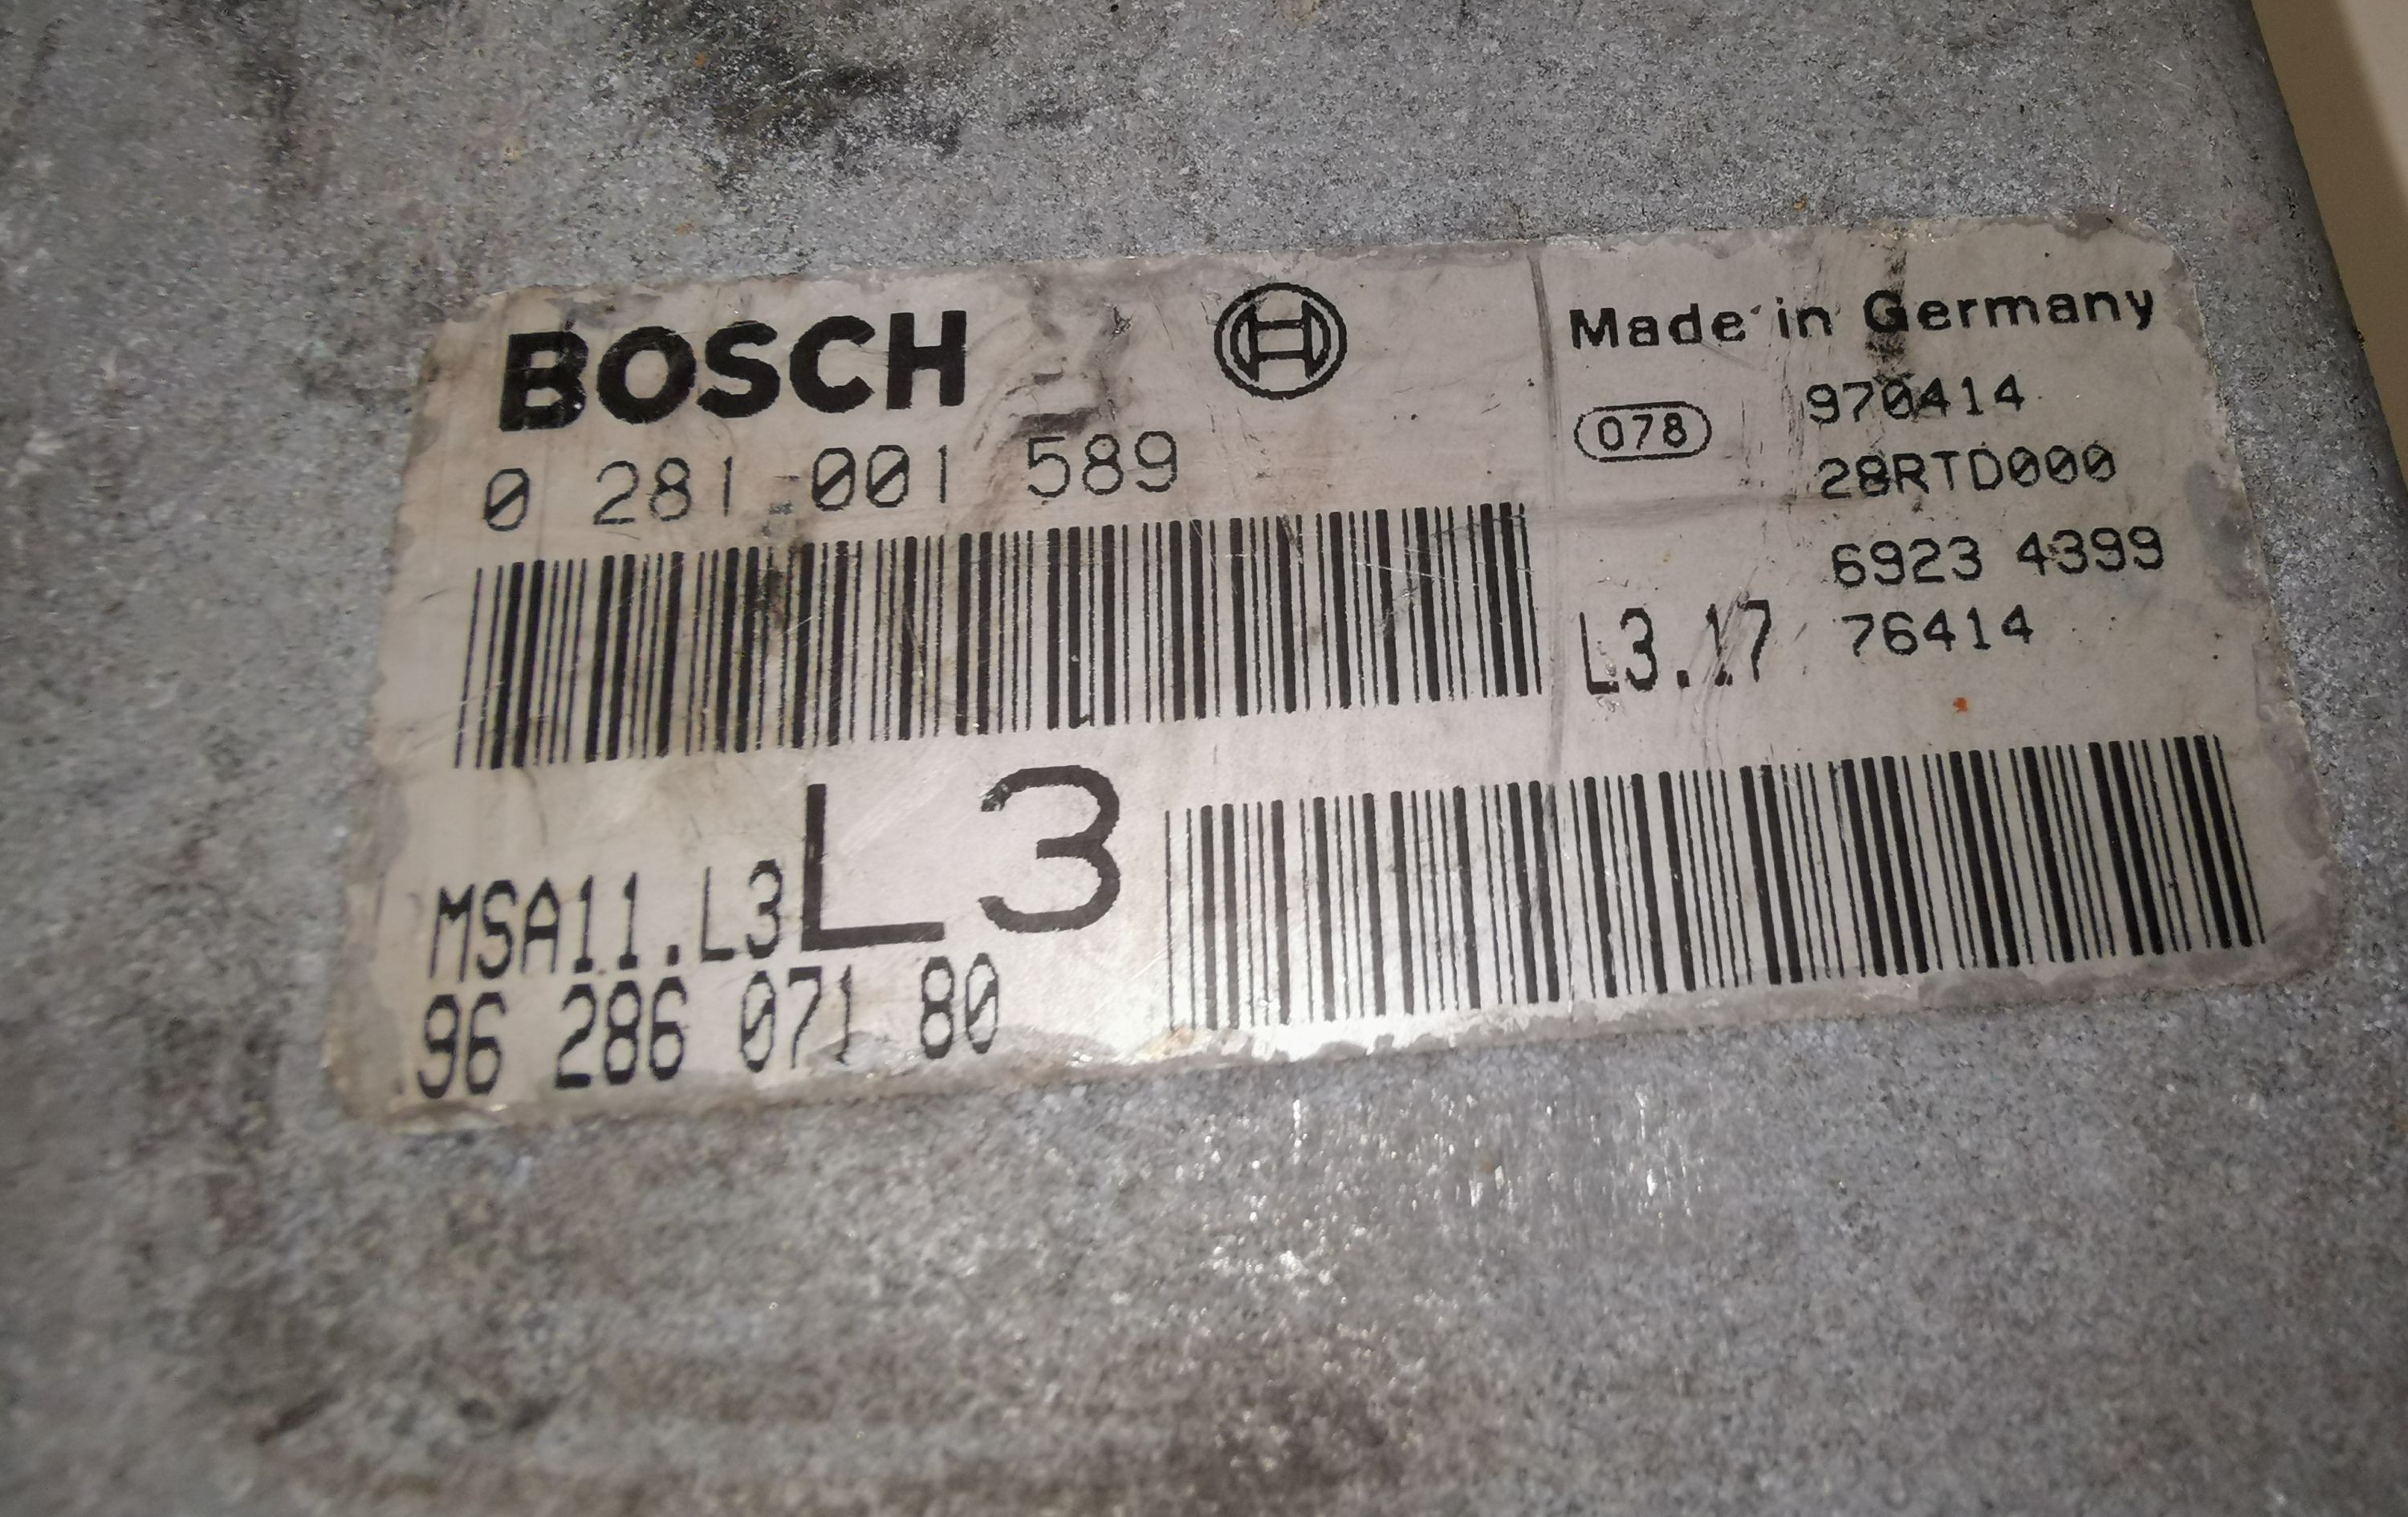 BOSCH
0 281 001 589
Made in Germany
078
970414
28RTD000
6923 4399
L3.17
76414
L3
MSA11.L3
96 286 071 80